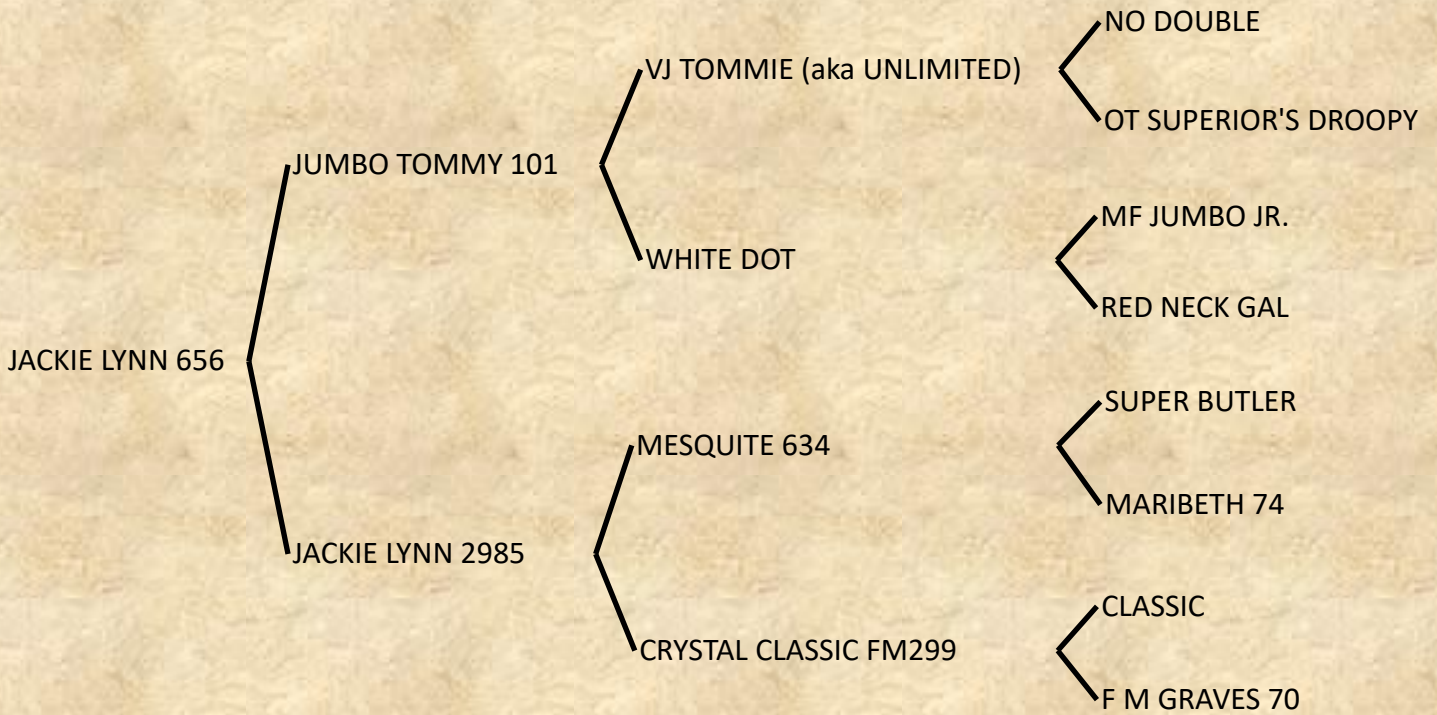 NO DOUBLE
VJ TOMMIE (aka UNLIMITED)
OT SUPERIOR'S DROOPY
JUMBO TOMMY 101
MF JUMBO JR.
WHITE DOT
RED NECK GAL
JACKIE LYNN 656
SUPER BUTLER
MESQUITE 634
MARIBETH 74
JACKIE LYNN 2985
CLASSIC
CRYSTAL CLASSIC FM299
F M GRAVES 70